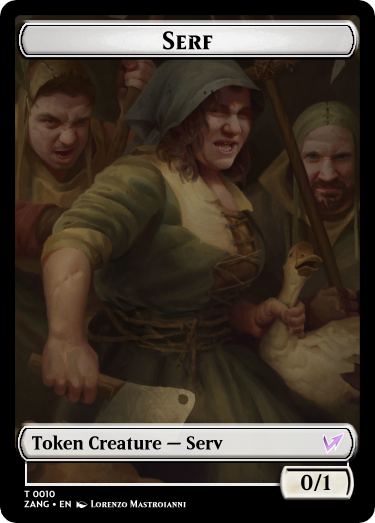 Serf
Token Creature — Serv
0/1
T 0010
ZANG • EN Lorenzo Mastroianni